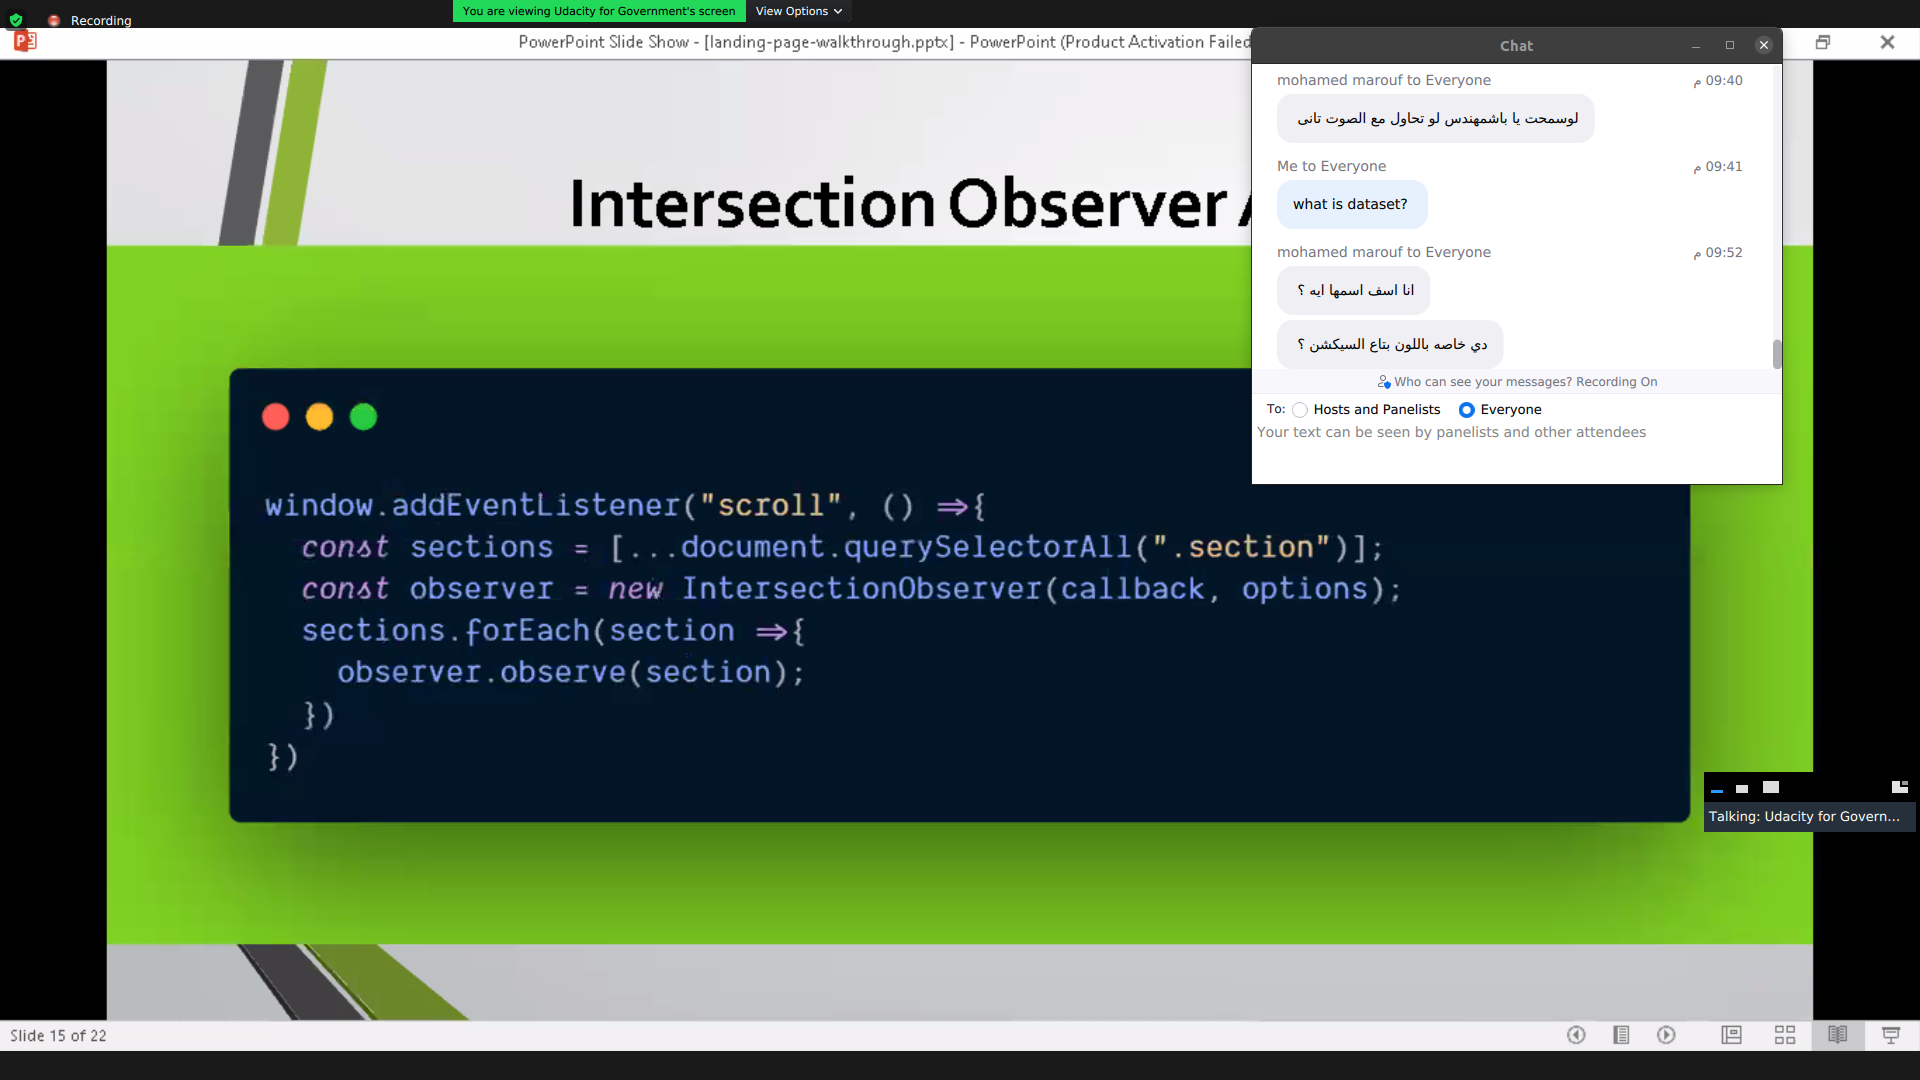 Recording
You are viewing Udacity for Government's screen
View Options
PowerPoint Slide Show - [landing-page-walkthrough.pptx] - PowerPoint (Product Activation Failed
Intersection Observer
window.addEventListener("scroll", () =>{
const sections = [...document.querySelectorAll(".section")];
const observer = new IntersectionObserver(callback, options);
sections.forEach(section =>{
observer.observe(section);
})
})
Chat
mohamed marouf to Everyone
09:40 م
لوسمحت يا باشمهندس لو تحاول مع الصوت تانى
Me to Everyone
09:41 م
what is dataset?
mohamed marouf to Everyone
09:52 م
انا اسف اسمها ايه ؟
دي خاصه باللون بتاع السيكشن ؟
Who can see your messages? Recording On
To: Hosts and Panelists Everyone
Your text can be seen by panelists and other attendees
Talking: Udacity for Govern...
Slide 15 of 22